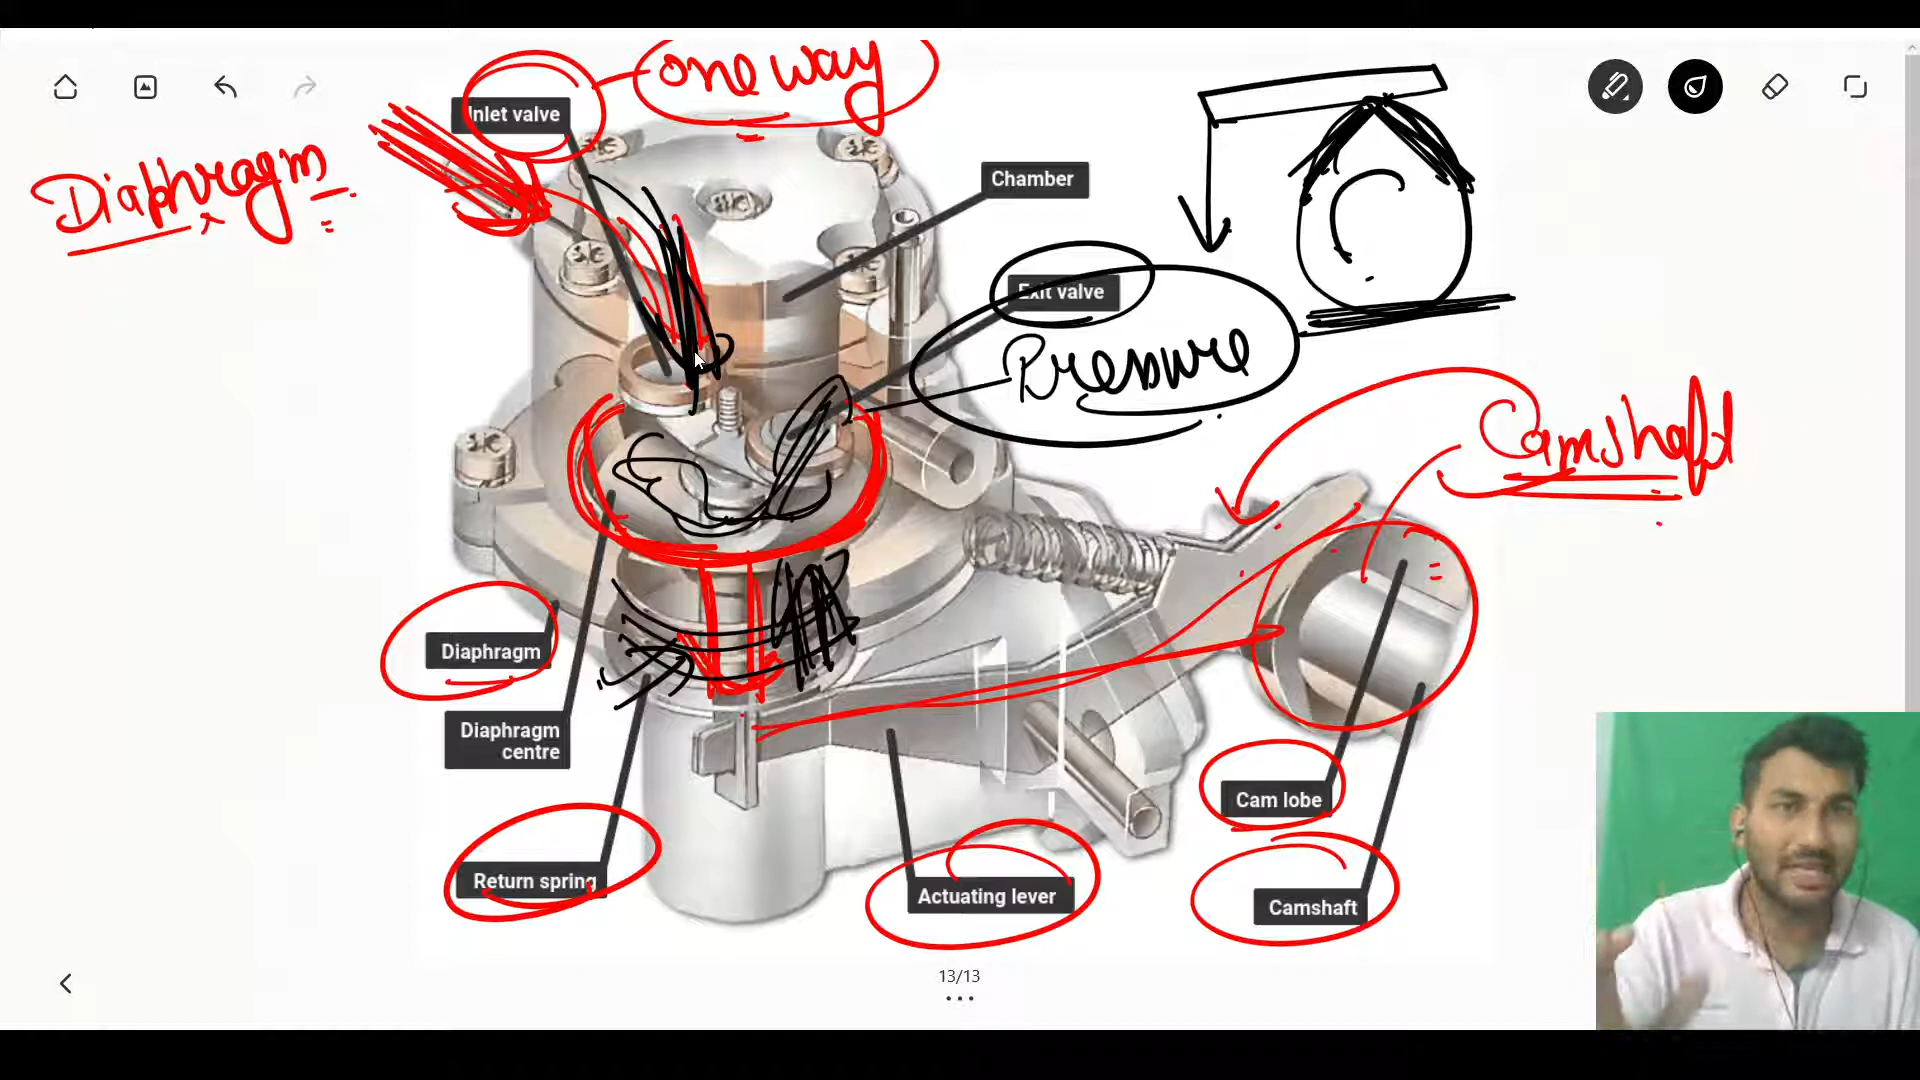 one way
Inlet valve
Diaphragm
Chamber
Exit valve
Pressure
Camshaft
Diaphragm
Diaphragm
centre
Cam lobe
Return spring
Actuating lever
Camshaft
13/13